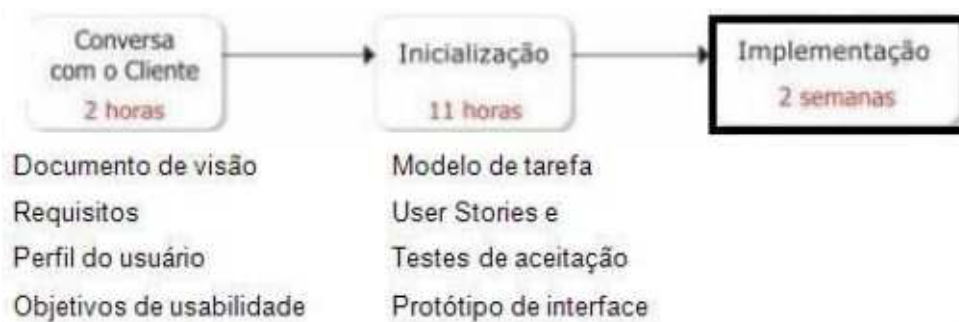 Conversa
com o Cliente
2 horas
Inicialização
11 horas
Implementação
2 semanas
Documento de visão
Requisitos
Perfil do usuário
Objetivos de usabilidade
Modelo de tarefa
User Stories e
Testes de aceitação
Protótipo de interface